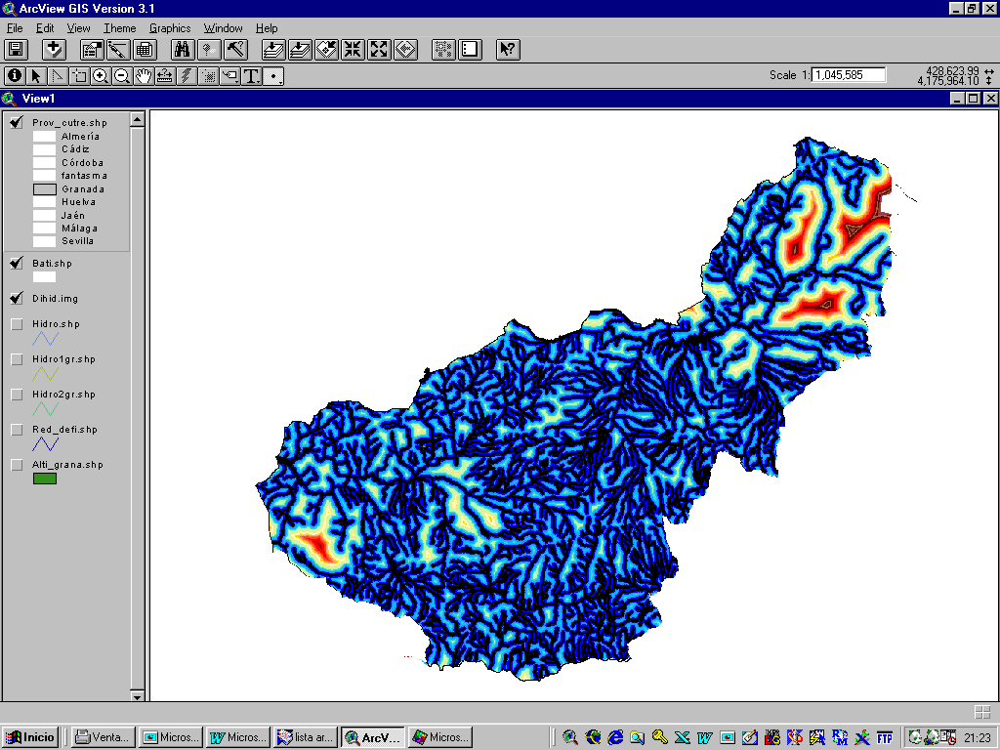 ArcView GIS Version 3.1
File Edit View Theme Graphics Window Help
Scale 1: 1,045,585 428,623.99
4,175,964.10
View1
Prov_cutre.shp
Almería
Cádiz
Córdoba
fantasma
Granada
Huelva
Jaén
Málaga
Sevilla
Bati.shp
Dihid.img
Hidro.shp
Hidro1gr.shp
Hidro2gr.shp
Red_defi.shp
Alti_grana.shp
Inicio Venta... Micros... Micros... lista ar... ArcV... Micros... FTP 21:23